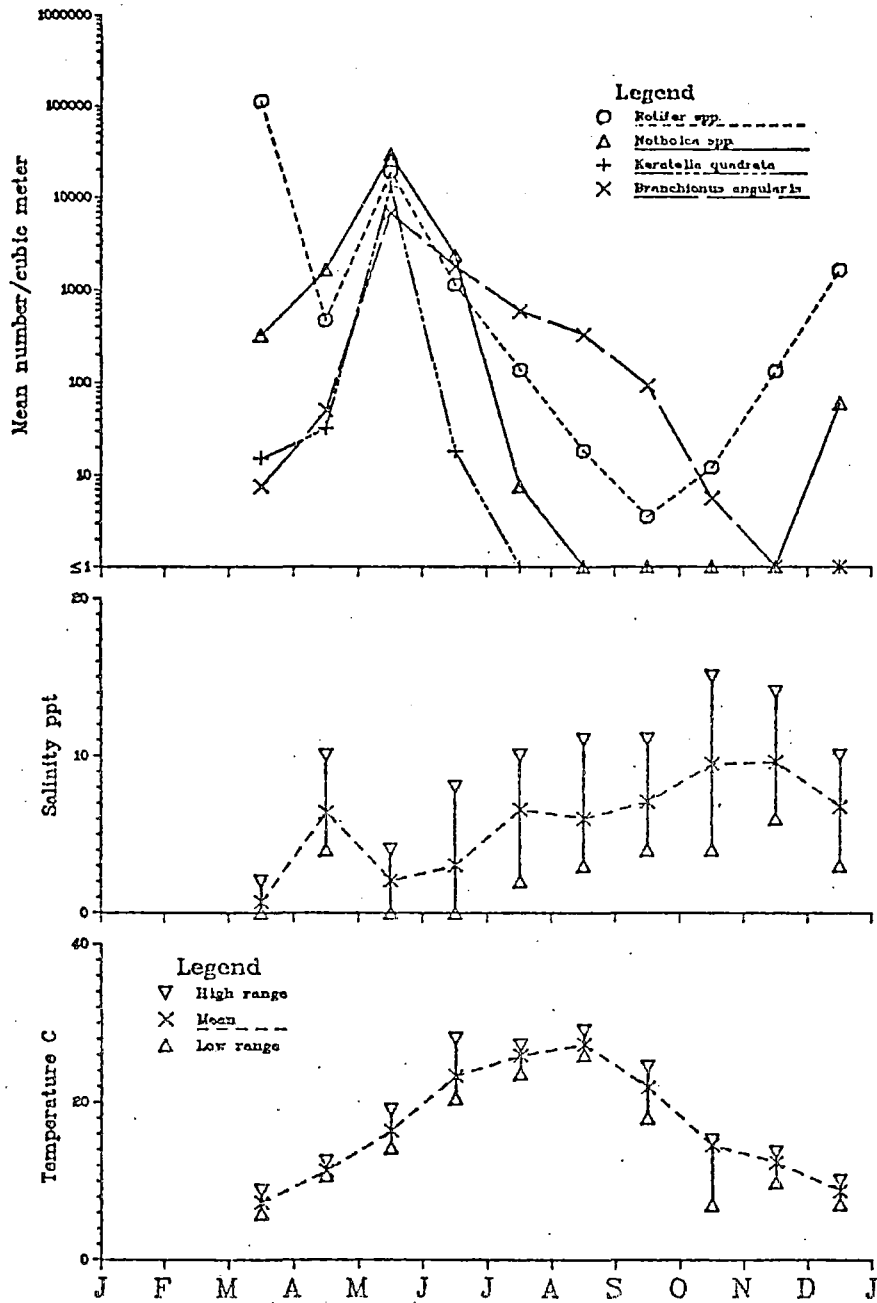 1000000
100000
10000
1000
100
10
≤1
Mean number/cubic meter
Legend
Rotifer spp.
Notholca spp.
Keratella quadrata
Branchionus angularis
20
10
0
Salinity ppt
40
20
0
Temperature C
Legend
High range
Mean
Low range
J F M A M J J A S O N D J